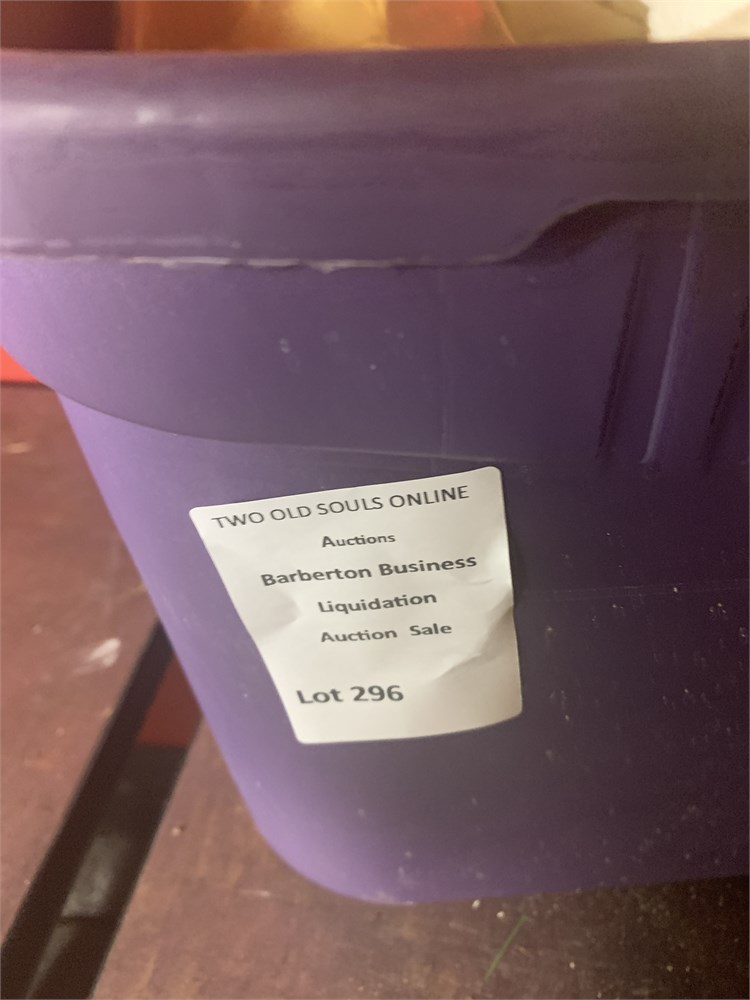 TWO OLD SOULS ONLINE
Auctions
Barberton Business
Liquidation
Auction Sale
Lot 296